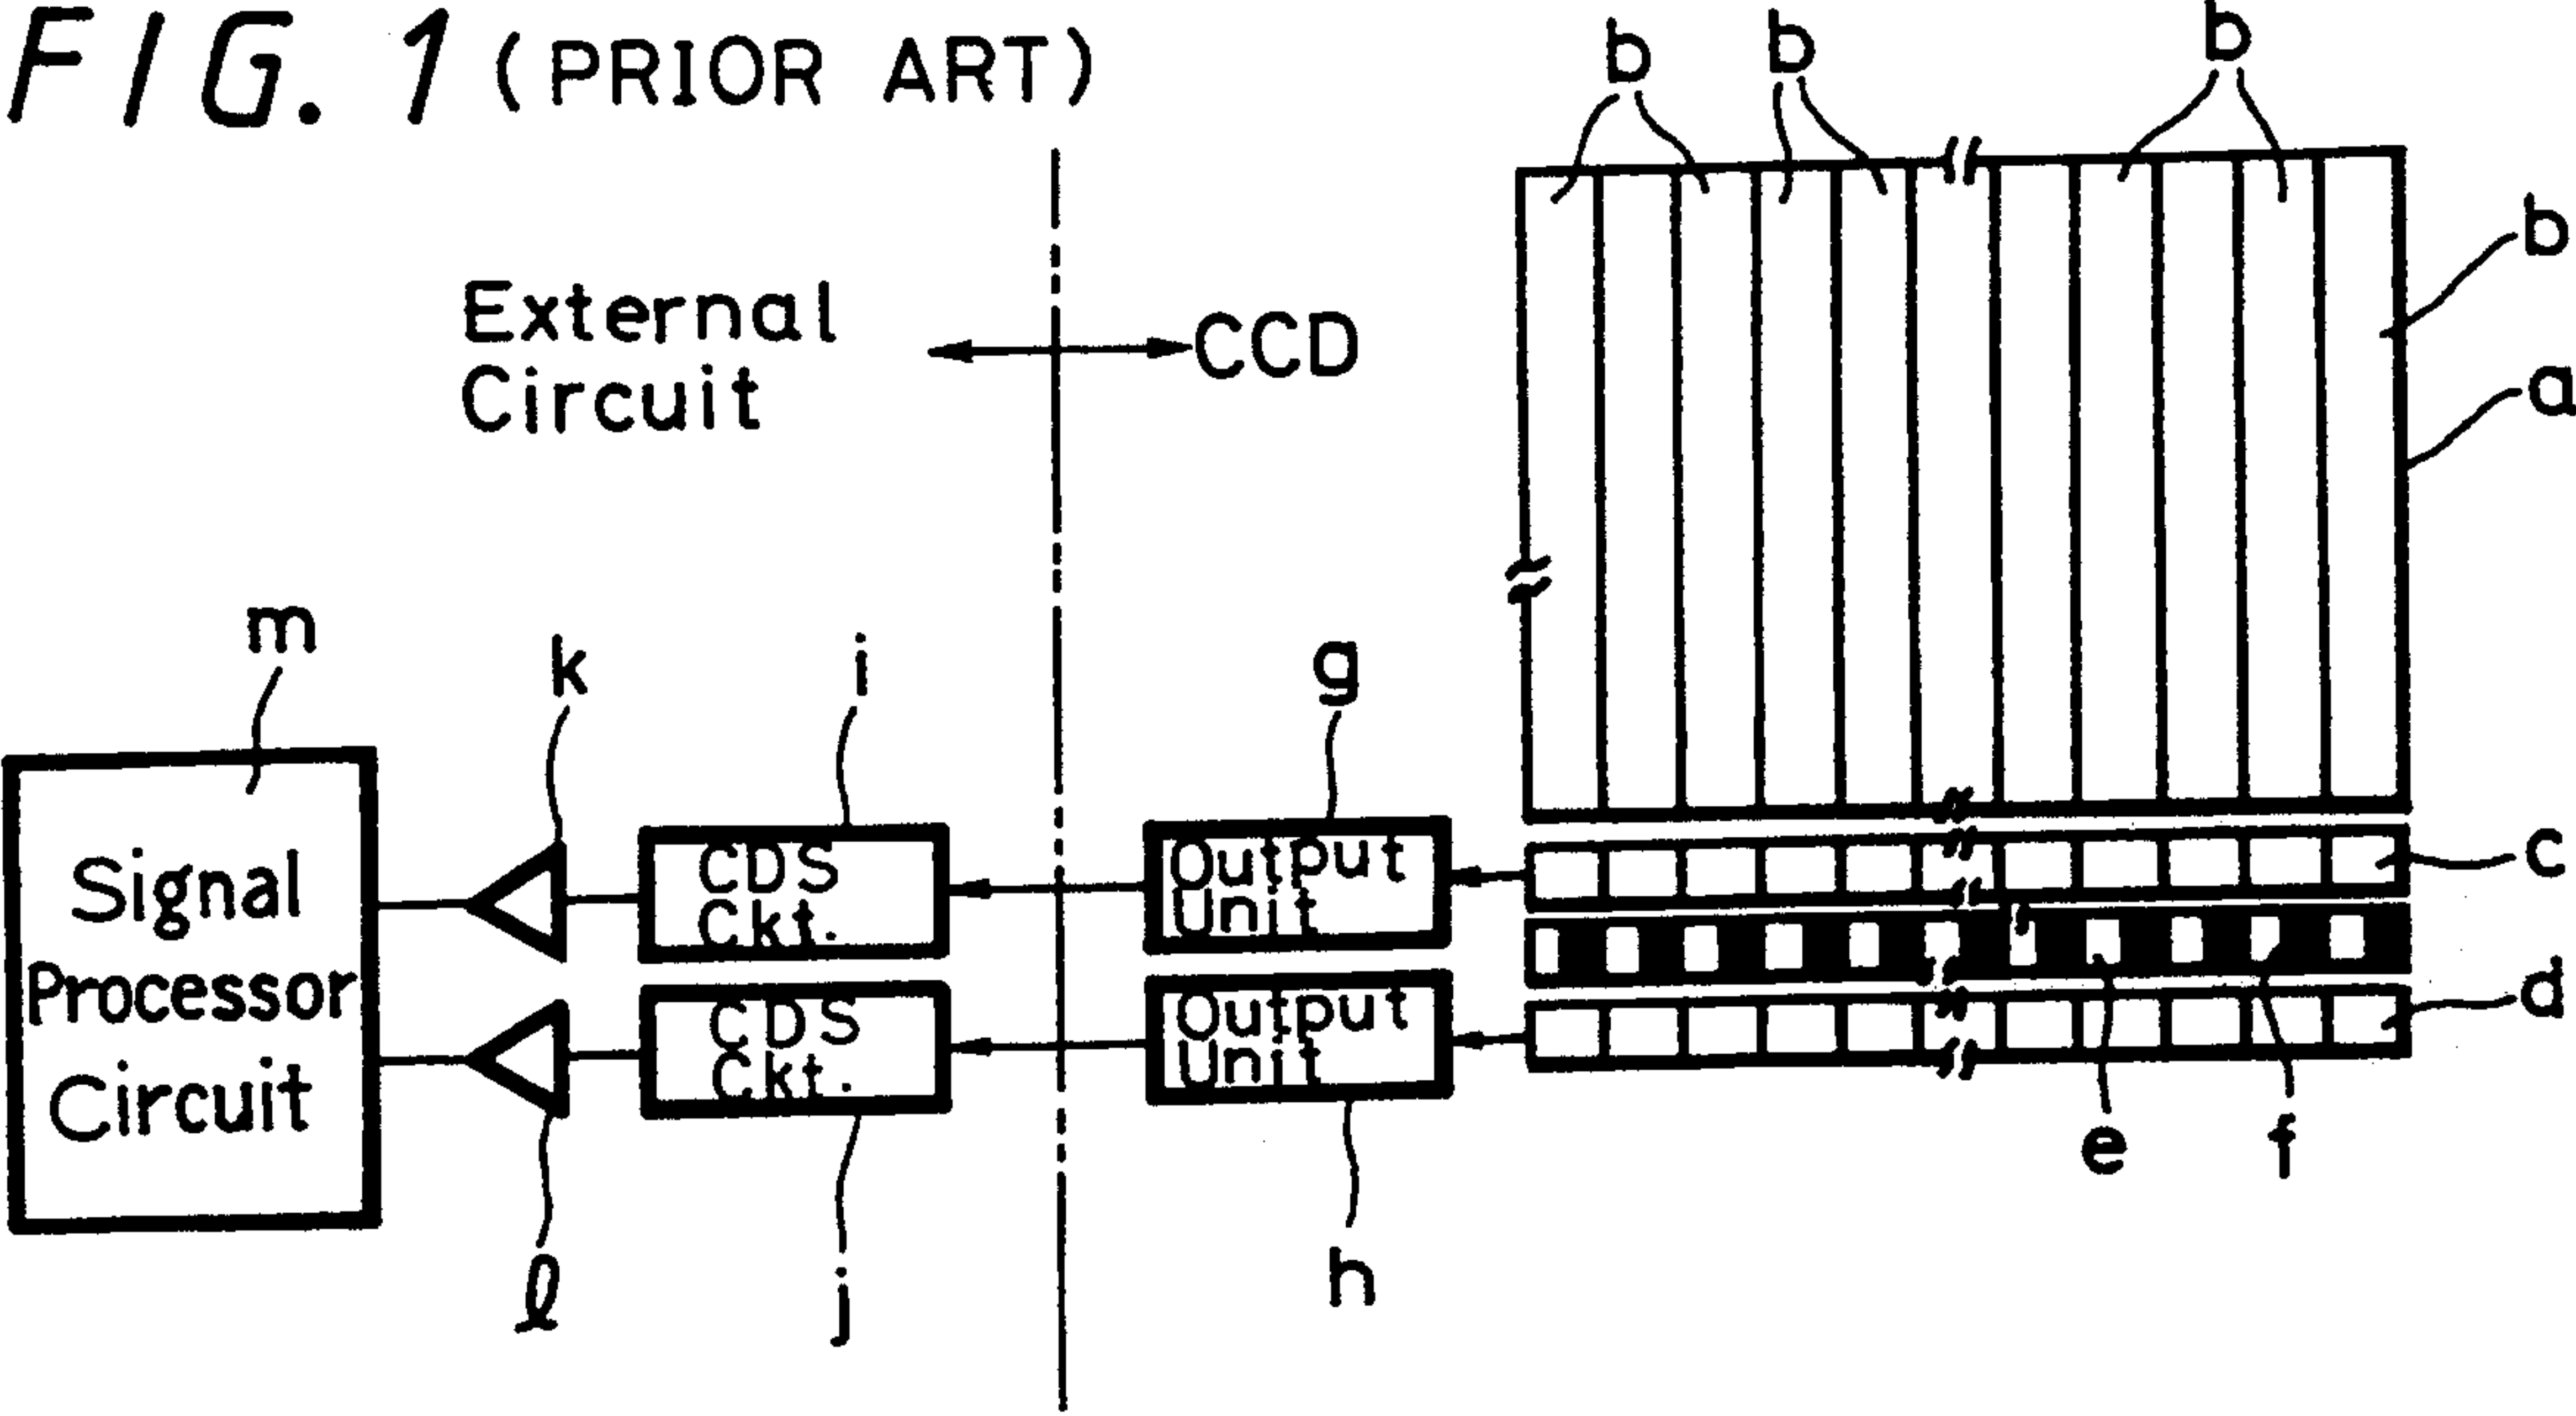 FIG. 1 (PRIOR ART)
b b b
b
a
External
Circuit
CCD
m k i g
Signal
Processor
Circuit
CDS
Ckt.
Output
Unit
c
CDS
Ckt.
Output
Unit
d
e f
l j h